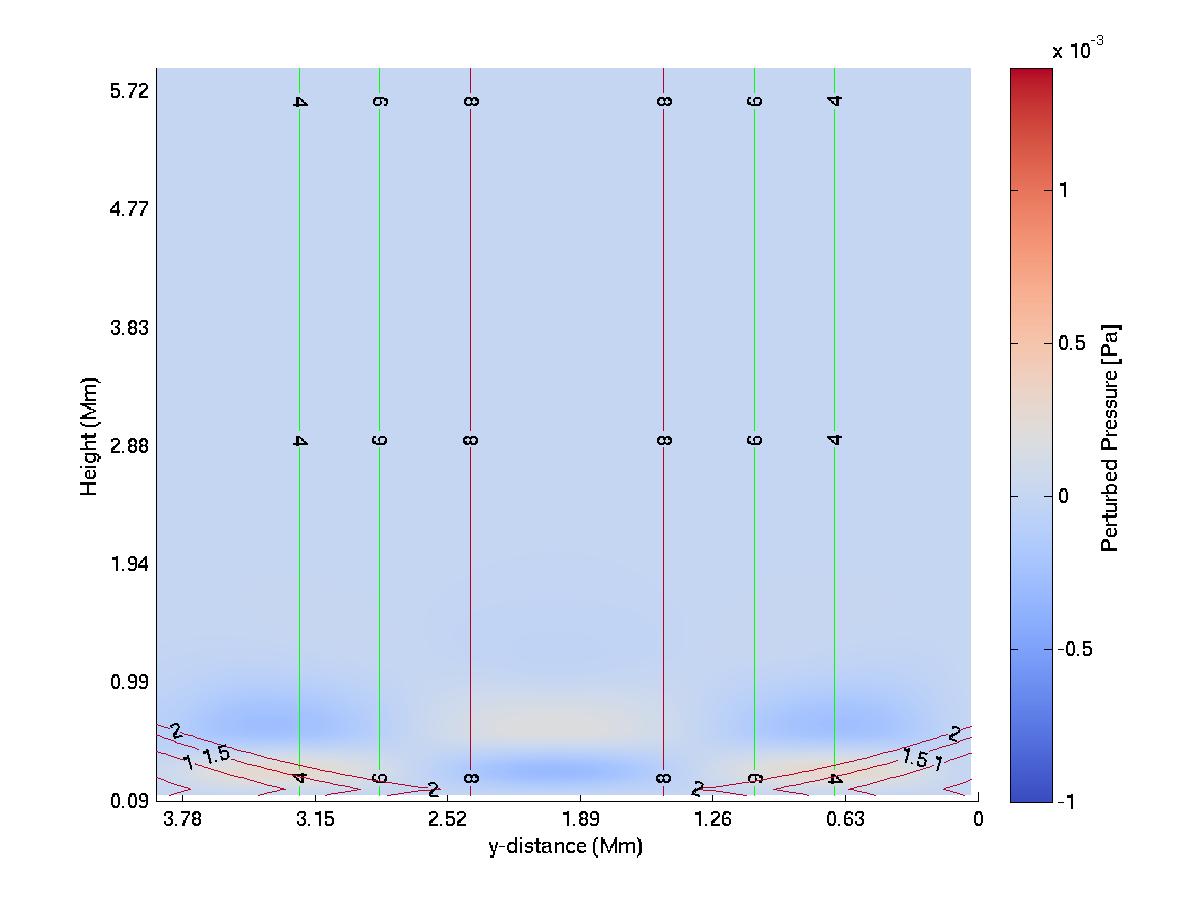 x 10-3
5.72
4 6 8 8 6 4
4.77
1
3.83
0.5
Height (Mm)
Perturbed Pressure [Pa]
2.88
4 6 8 8 6 4
0
1.94
-0.5
0.99
2 2
1 1.5 1.5 1
4 6 8 8 6 4
2 2
0.09
-1
3.78 3.15 2.52 1.89 1.26 0.63 0
y-distance (Mm)